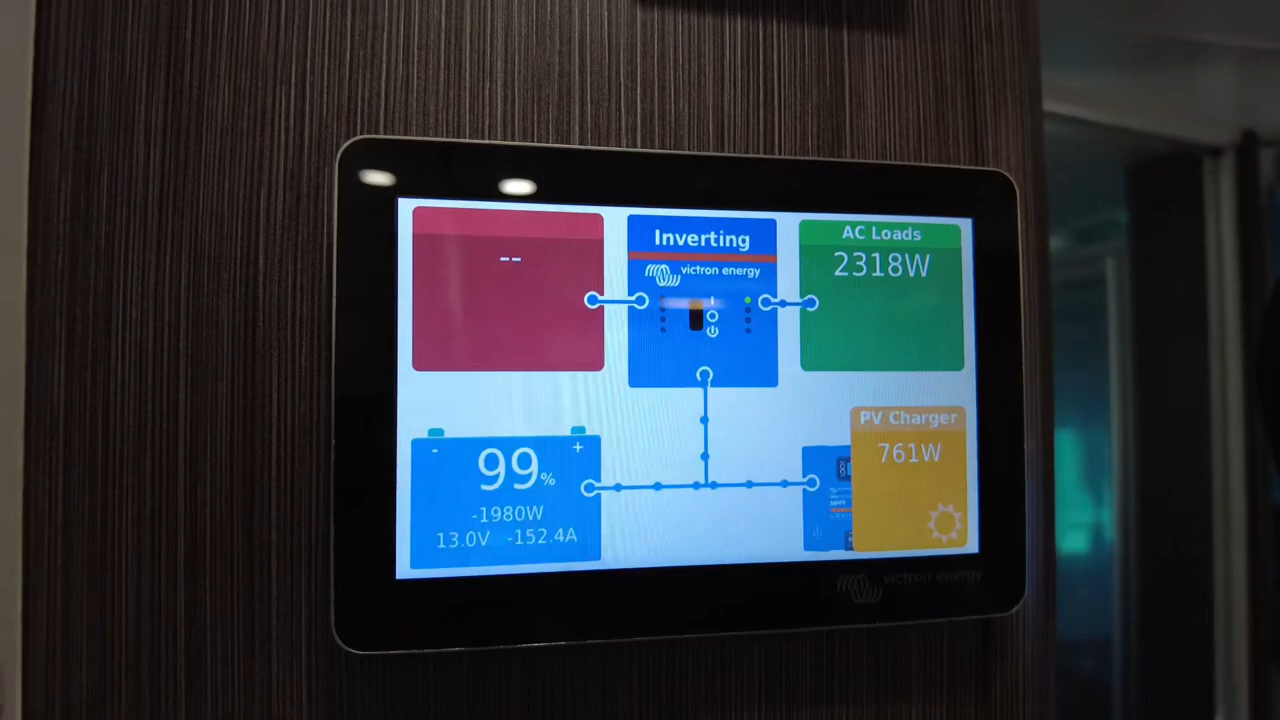 --
Inverting
victron energy
AC Loads
2318W
- +
99%
-1980W
13.0V -152.4A
PV Charger
761W
victron energy